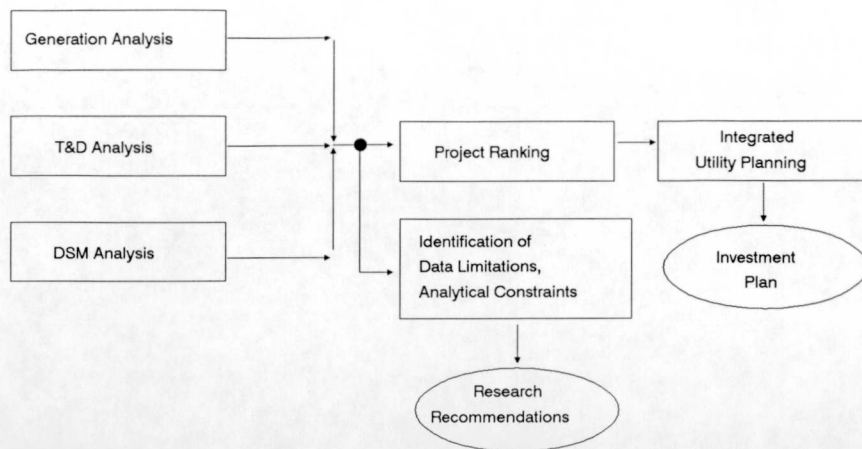 Generation Analysis
T&D Analysis
DSM Analysis
Project Ranking
Integrated
Utility Planning
Identification of
Data Limitations,
Analytical Constraints
Investment
Plan
Research
Recommendations